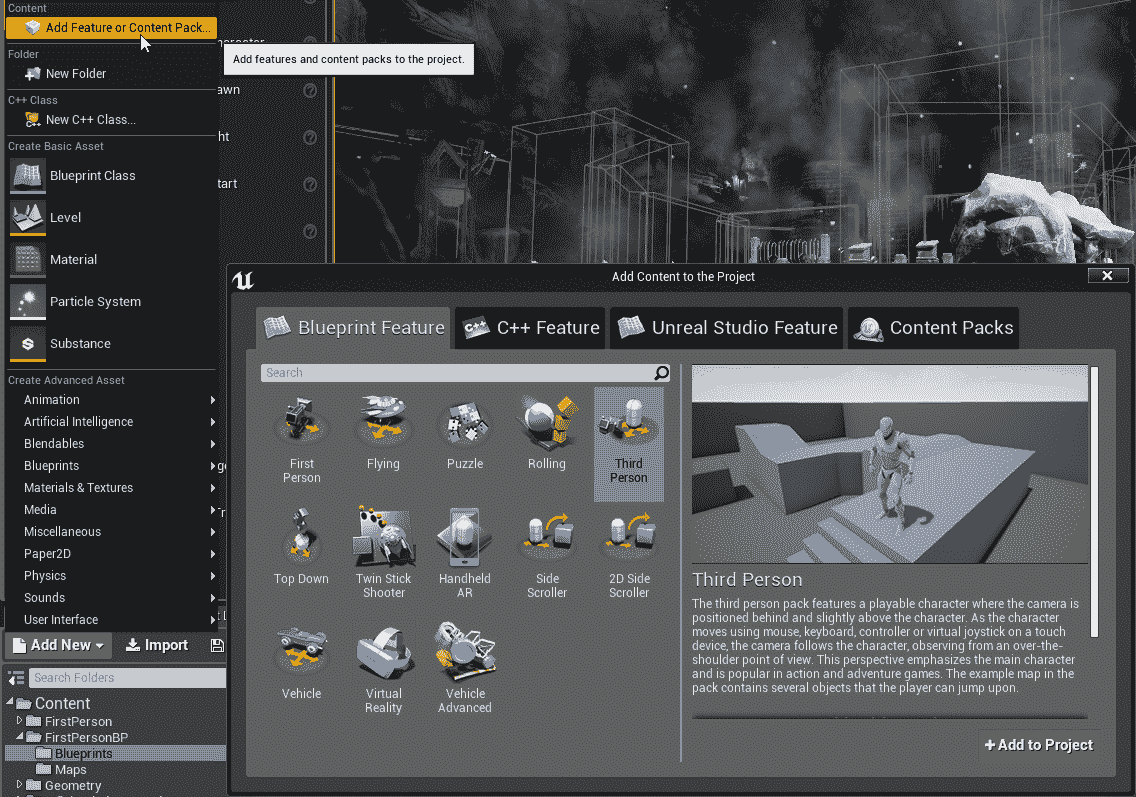 Content
Add Feature or Content Pack...
Add features and content packs to the project.
Folder
New Folder
C++ Class
New C++ Class...
Create Basic Asset
Blueprint Class
Level
Material
Particle System
Substance
Create Advanced Asset
Animation
Artificial Intelligence
Blendables
Blueprints
Materials & Textures
Media
Miscellaneous
Paper2D
Physics
Sounds
User Interface
Add New
Import
Search Folders
Content
FirstPerson
FirstPersonBP
Blueprints
Maps
Geometry
Add Content to the Project
Blueprint Feature
C++ Feature
Unreal Studio Feature
Content Packs
Search
First
Person
Flying
Puzzle
Rolling
Third
Person
Top Down
Twin Stick
Shooter
Handheld
AR
Side
Scroller
2D Side
Scroller
Vehicle
Virtual
Reality
Vehicle
Advanced
Third Person
The third person pack features a playable character where the camera is
positioned behind and slightly above the character. As the character
moves using mouse, keyboard, controller or virtual joystick on a touch
device, the camera follows the character, observing from an over-the-
shoulder point of view. This perspective emphasizes the main character
and is popular in action and adventure games. The example map in the
pack contains several objects that the player can jump upon.
+Add to Project